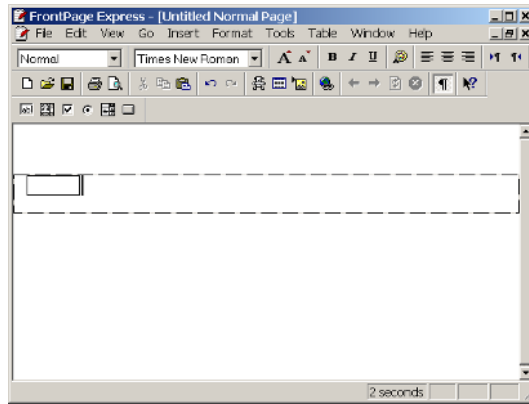 FrontPage Express - [Untitled Normal Page]
File Edit View Go Insert Format Tools Table Window Help
Normal Times New Roman A A B I U
¶
2 seconds